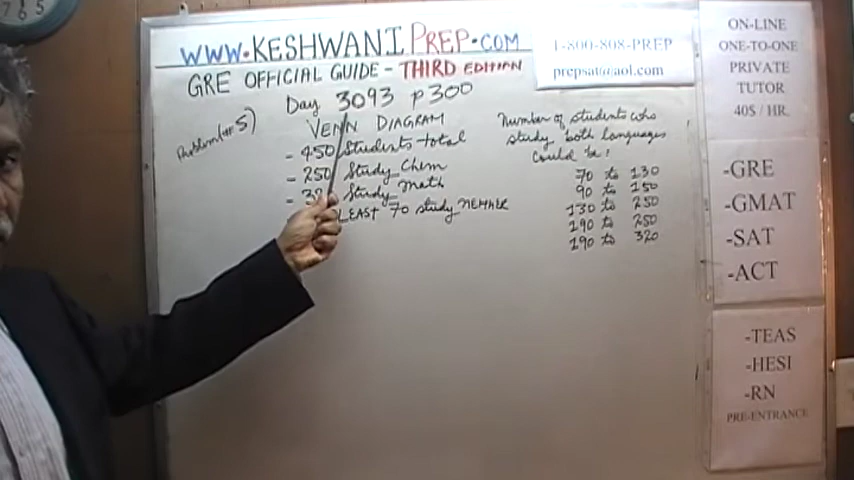 7 6 5
WWW.KESHWANIPREP.COM
GRE OFFICIAL GUIDE - THIRD EDITION
1-800-808-PREP
prepsat@aol.com
Day 3093 p300
Problem (# 5)
VENN DIAGRAM
- 450 Students total
- 250 Study Chem
- Study Math
LEAST 70 study NEITHER
Number of students who
study both languages
Could be:
70 to 130
90 to 150
130 to 250
190 to 250
190 to 320
ON-LINE
ONE-TO-ONE
PRIVATE
TUTOR
40$ / HR.
-GRE
-GMAT
-SAT
-ACT
-TEAS
-HESI
-RN
PRE-ENTRANCE